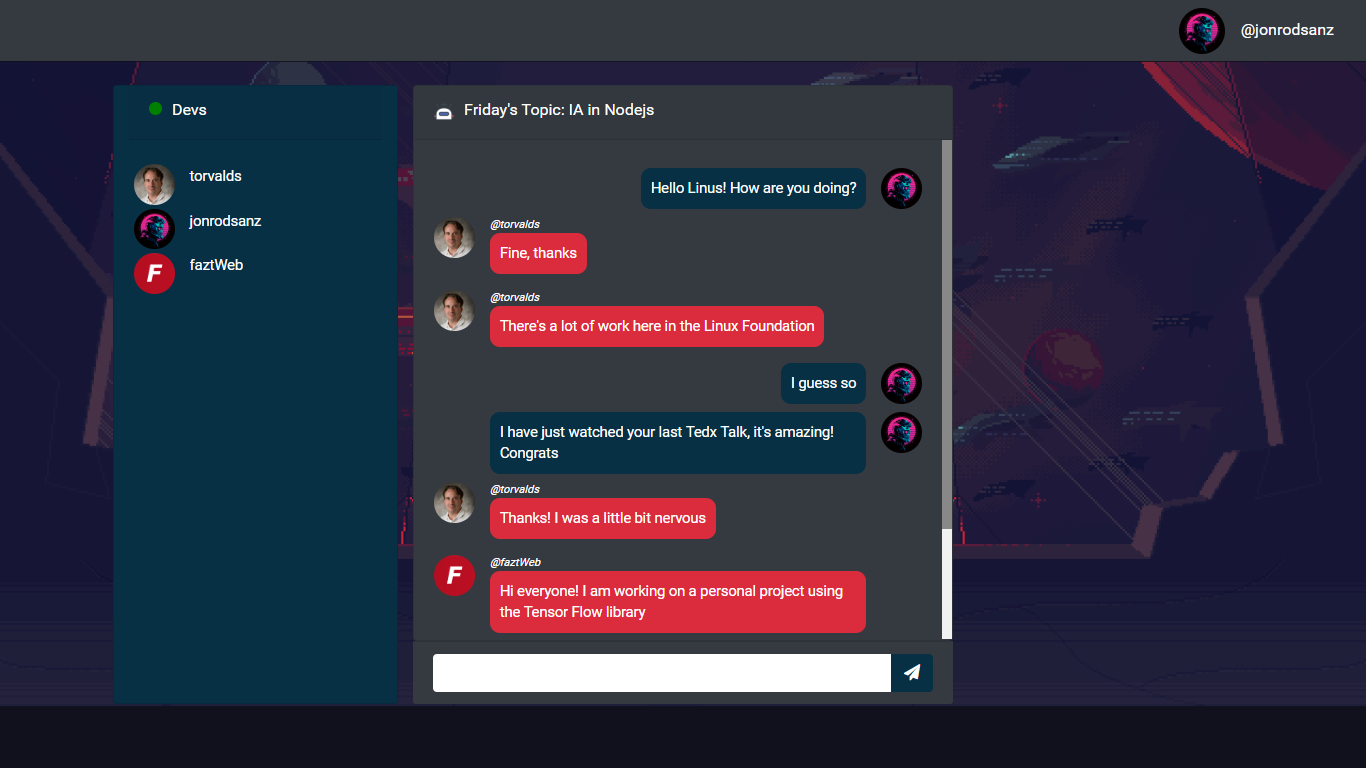 @jonrodsanz
Devs
torvalds
jonrodsanz
F
faztWeb
Friday's Topic: IA in Nodejs
Hello Linus! How are you doing?
@torvalds
Fine, thanks
@torvalds
There's a lot of work here in the Linux Foundation
I guess so
I have just watched your last Tedx Talk, it's amazing!
Congrats
@torvalds
Thanks! I was a little bit nervous
@faztWeb
F
Hi everyone! I am working on a personal project using
the Tensor Flow library